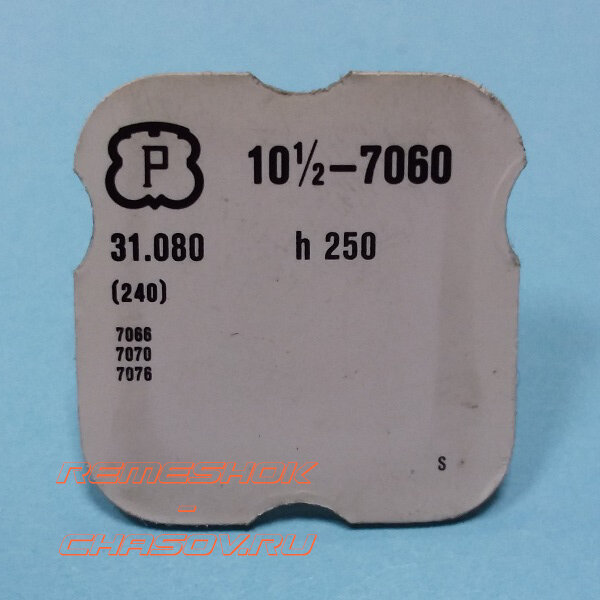 P
10½–7060
31.080 h 250
(240)
7066
7070
7076
S
REMESHOK
-
CHASOV.RU